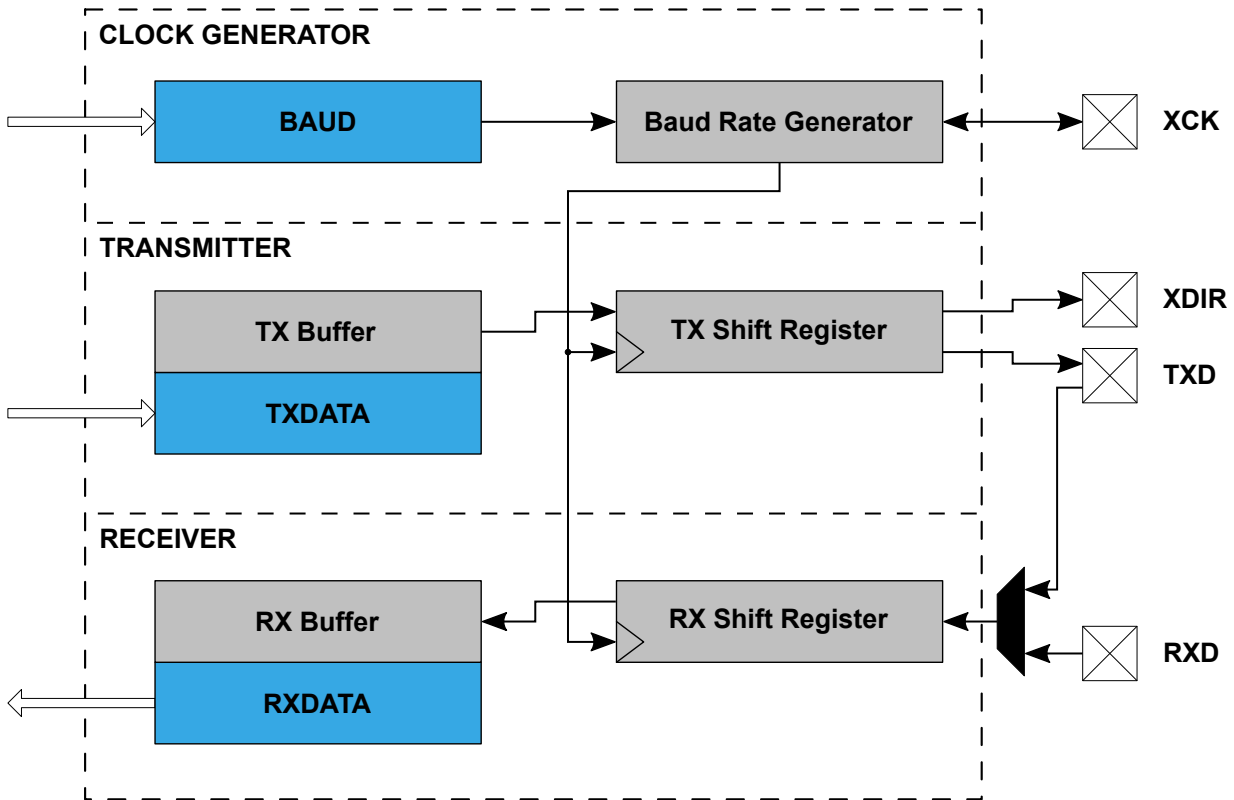 CLOCK GENERATOR
BAUD
Baud Rate Generator
XCK
TRANSMITTER
TX Buffer
TXDATA
TX Shift Register
XDIR
TXD
RECEIVER
RX Buffer
RXDATA
RX Shift Register
RXD